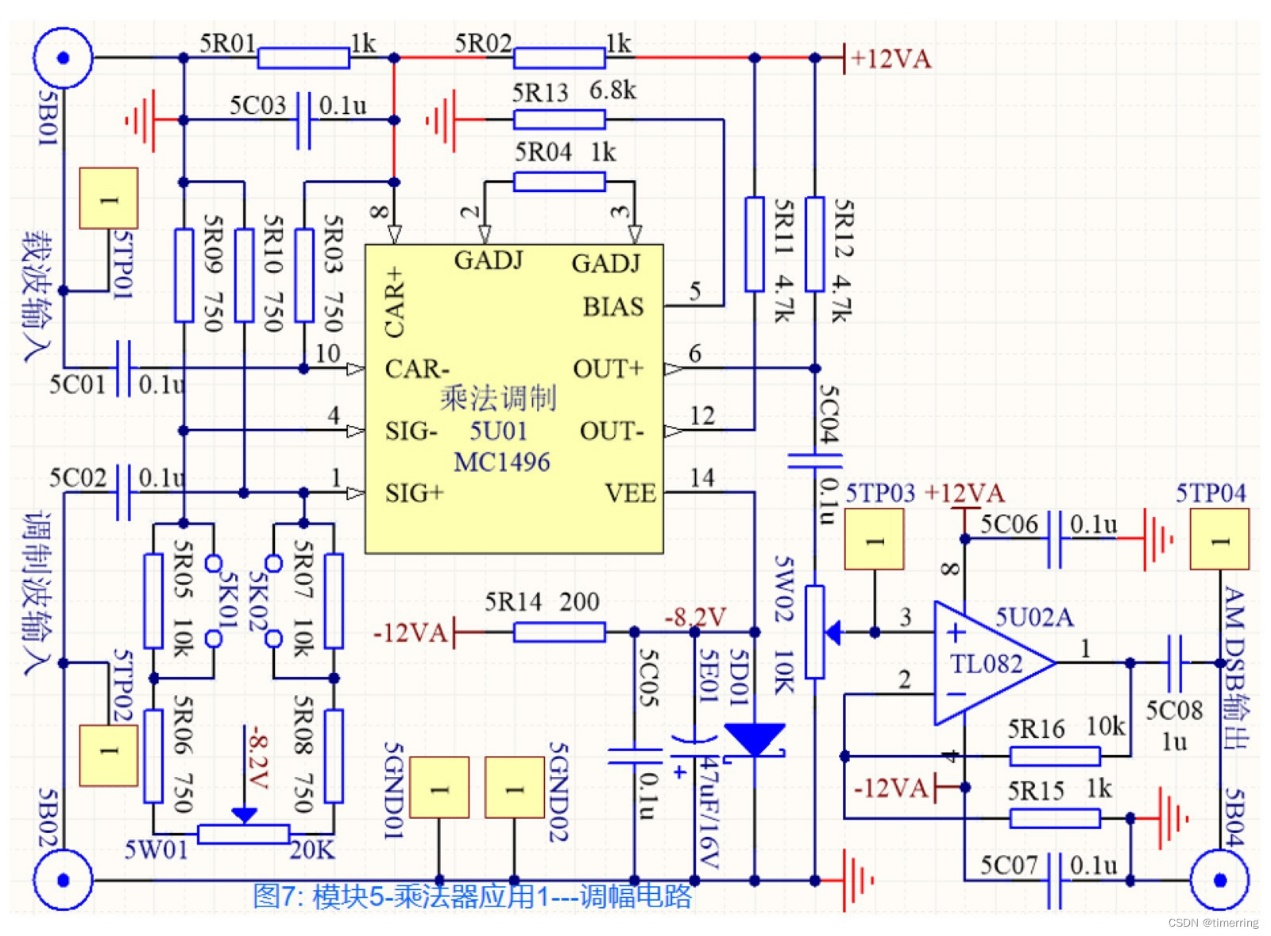 5R01 1k
5R02 1k
+12VA
5B01
5C03 0.1u
5R13 6.8k
5R04 1k
1
5TP01
载波输入
5R09 750
5R10 750
5R03 750
8
2
3
CAR+
GADJ
GADJ
BIAS
5
5R11 4.7k
5R12 4.7k
5C01 0.1u
10
CAR-
OUT+
6
乘法调制
4
SIG-
5U01
OUT-
12
MC1496
5C02 0.1u
1
SIG+
VEE
14
5C04
0.1u
调制波输入
5R05 10k
5K01
5K02
5R07 10k
5TP02
1
5R06 750
-8.2V
5R08 750
5W01
20K
5B02
-12VA
5R14 200
-8.2V
5C05
0.1u
5E01
47uF/16V
+
5D01
5GND01
1
5GND02
1
5W02
10K
5TP03
1
+12VA
5C06 0.1u
8
3
+
5U02A
TL082
1
2
-
4
5TP04
1
AM DSB输出
5C08
1u
5R16 10k
-12VA
5R15 1k
5C07 0.1u
5B04
图7: 模块5-乘法器应用1---调幅电路
CSDN @timerring